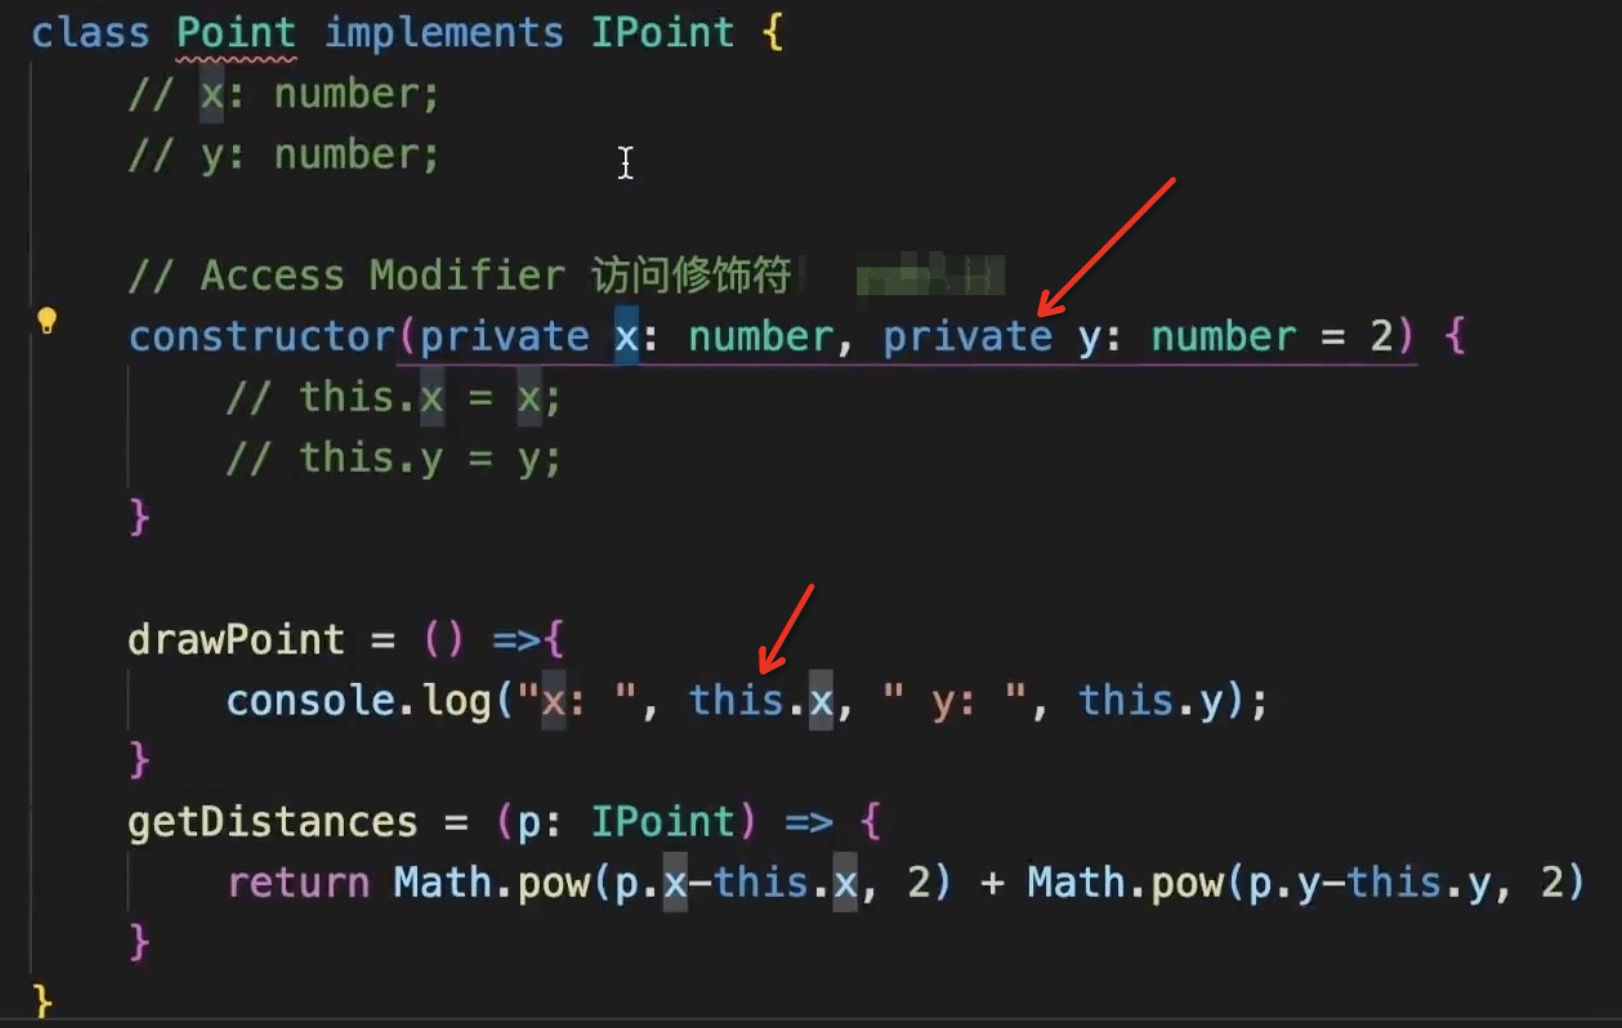 class Point implements IPoint {
// x: number;
// y: number;
// Access Modifier 访问修饰符
constructor(private x: number, private y: number = 2) {
// this.x = x;
// this.y = y;
}
drawPoint = () =>{
console.log("x: ", this.x, " y: ", this.y);
}
getDistances = (p: IPoint) => {
return Math.pow(p.x-this.x, 2) + Math.pow(p.y-this.y, 2)
}
}